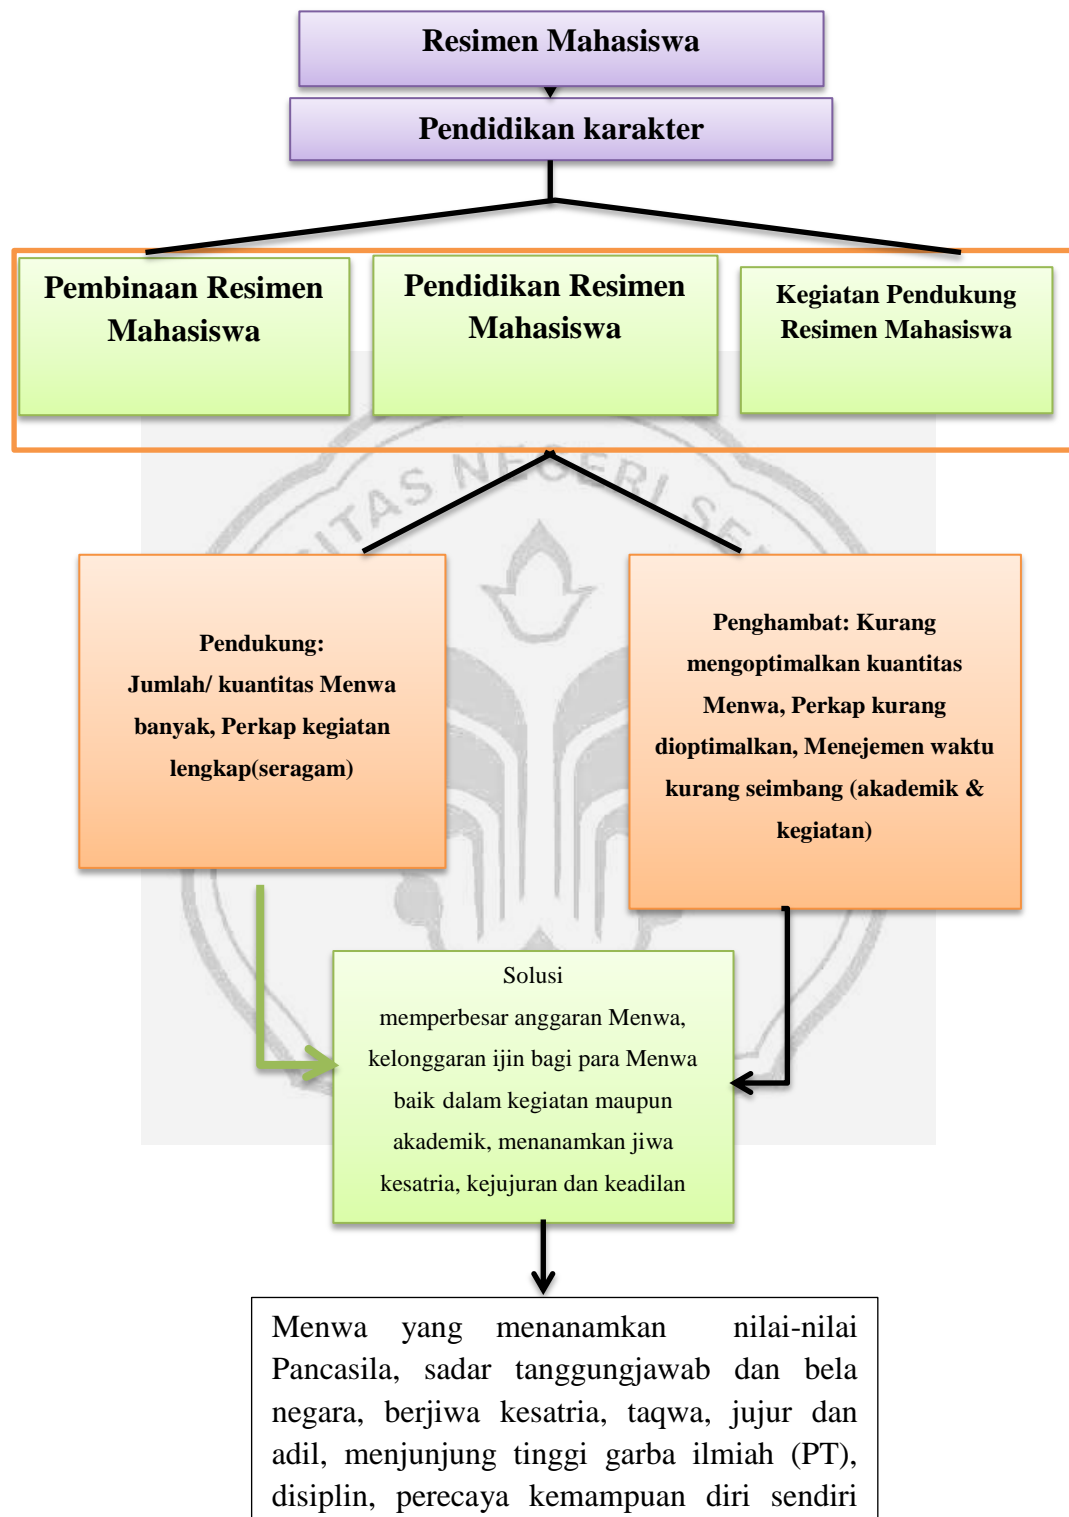 Resimen Mahasiswa
Pendidikan karakter
Pembinaan Resimen
Mahasiswa
Pendidikan Resimen
Mahasiswa
Kegiatan Pendukung
Resimen Mahasiswa
ITAS NEGERI SE
Pendukung:
Jumlah/ kuantitas Menwa
banyak, Perkap kegiatan
lengkap(seragam)
Penghambat: Kurang
mengoptimalkan kuantitas
Menwa, Perkap kurang
dioptimalkan, Menejemen waktu
kurang seimbang (akademik &
kegiatan)
Solusi
memperbesar anggaran Menwa,
kelonggaran ijin bagi para Menwa
baik dalam kegiatan maupun
akademik, menanamkan jiwa
kesatria, kejujuran dan keadilan
Menwa yang menanamkan nilai-nilai
Pancasila, sadar tanggungjawab dan bela
negara, berjiwa kesatria, taqwa, jujur dan
adil, menjunjung tinggi garba ilmiah (PT),
disiplin, perecaya kemampuan diri sendiri